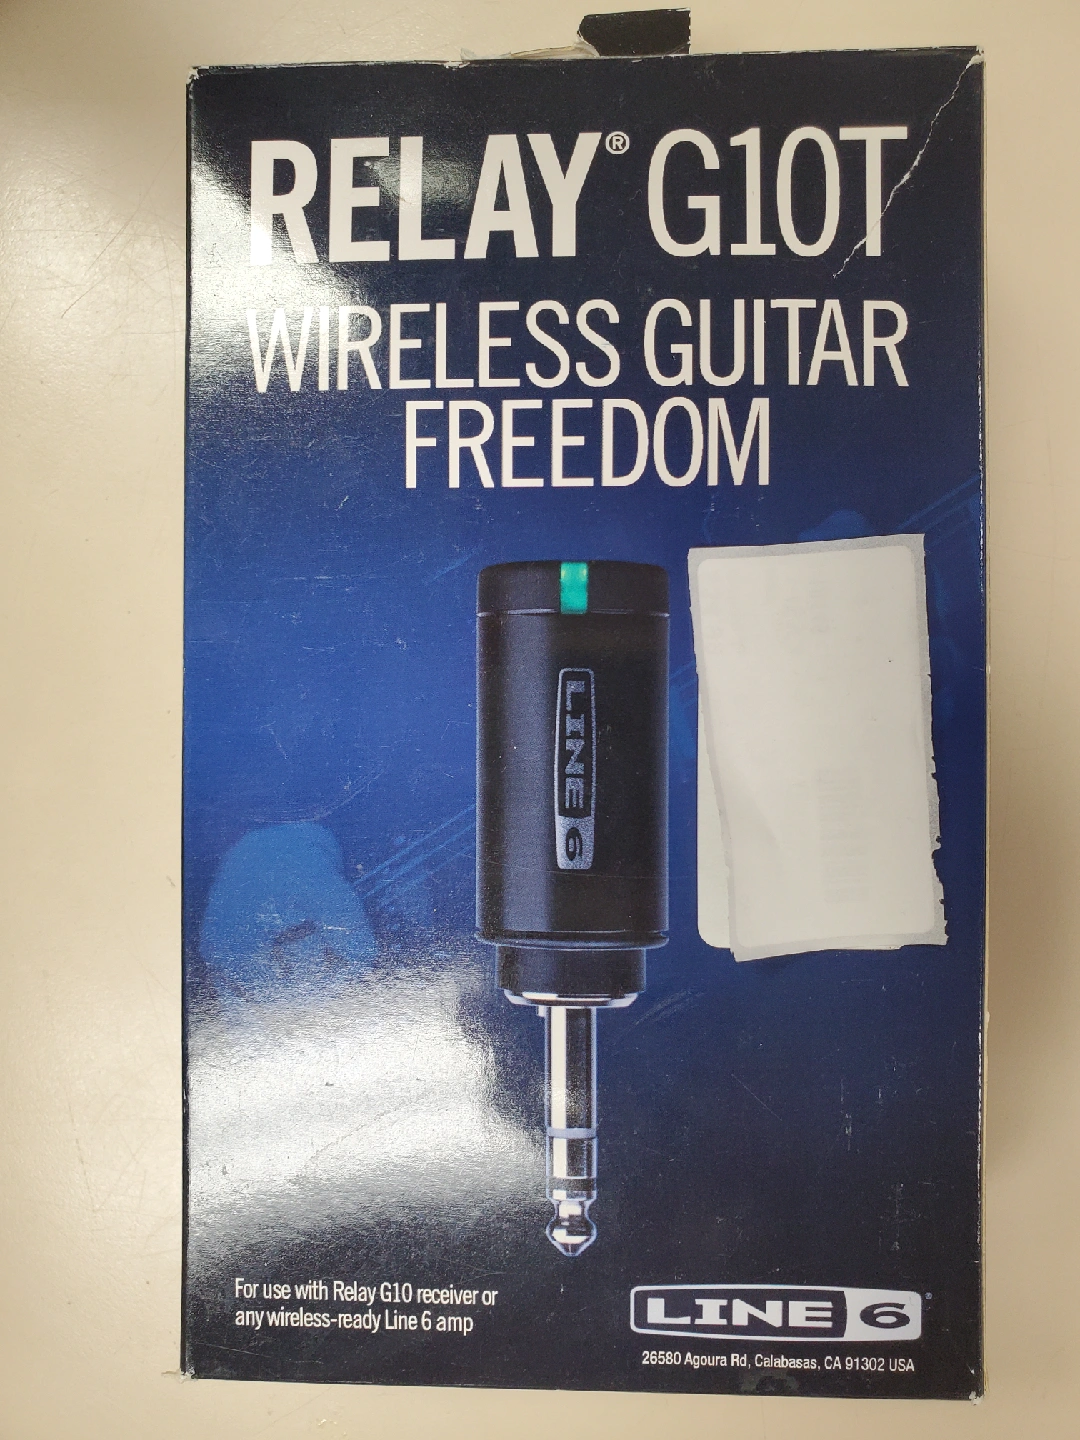 RELAY® G10T
WIRELESS GUITAR
FREEDOM
LINE 6
For use with Relay G10 receiver or
any wireless-ready Line 6 amp
LINE 6®
26580 Agoura Rd, Calabasas, CA 91302 USA